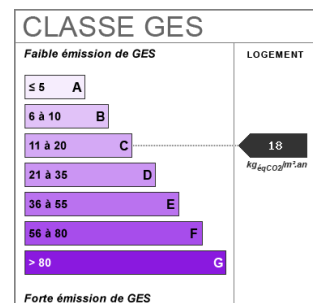 CLASSE GES
Faible émission de GES
LOGEMENT
≤ 5 A
6 à 10 B
11 à 20 C
18
kgéqCO2/m².an
21 à 35 D
36 à 55 E
56 à 80 F
> 80 G
Forte émission de GES